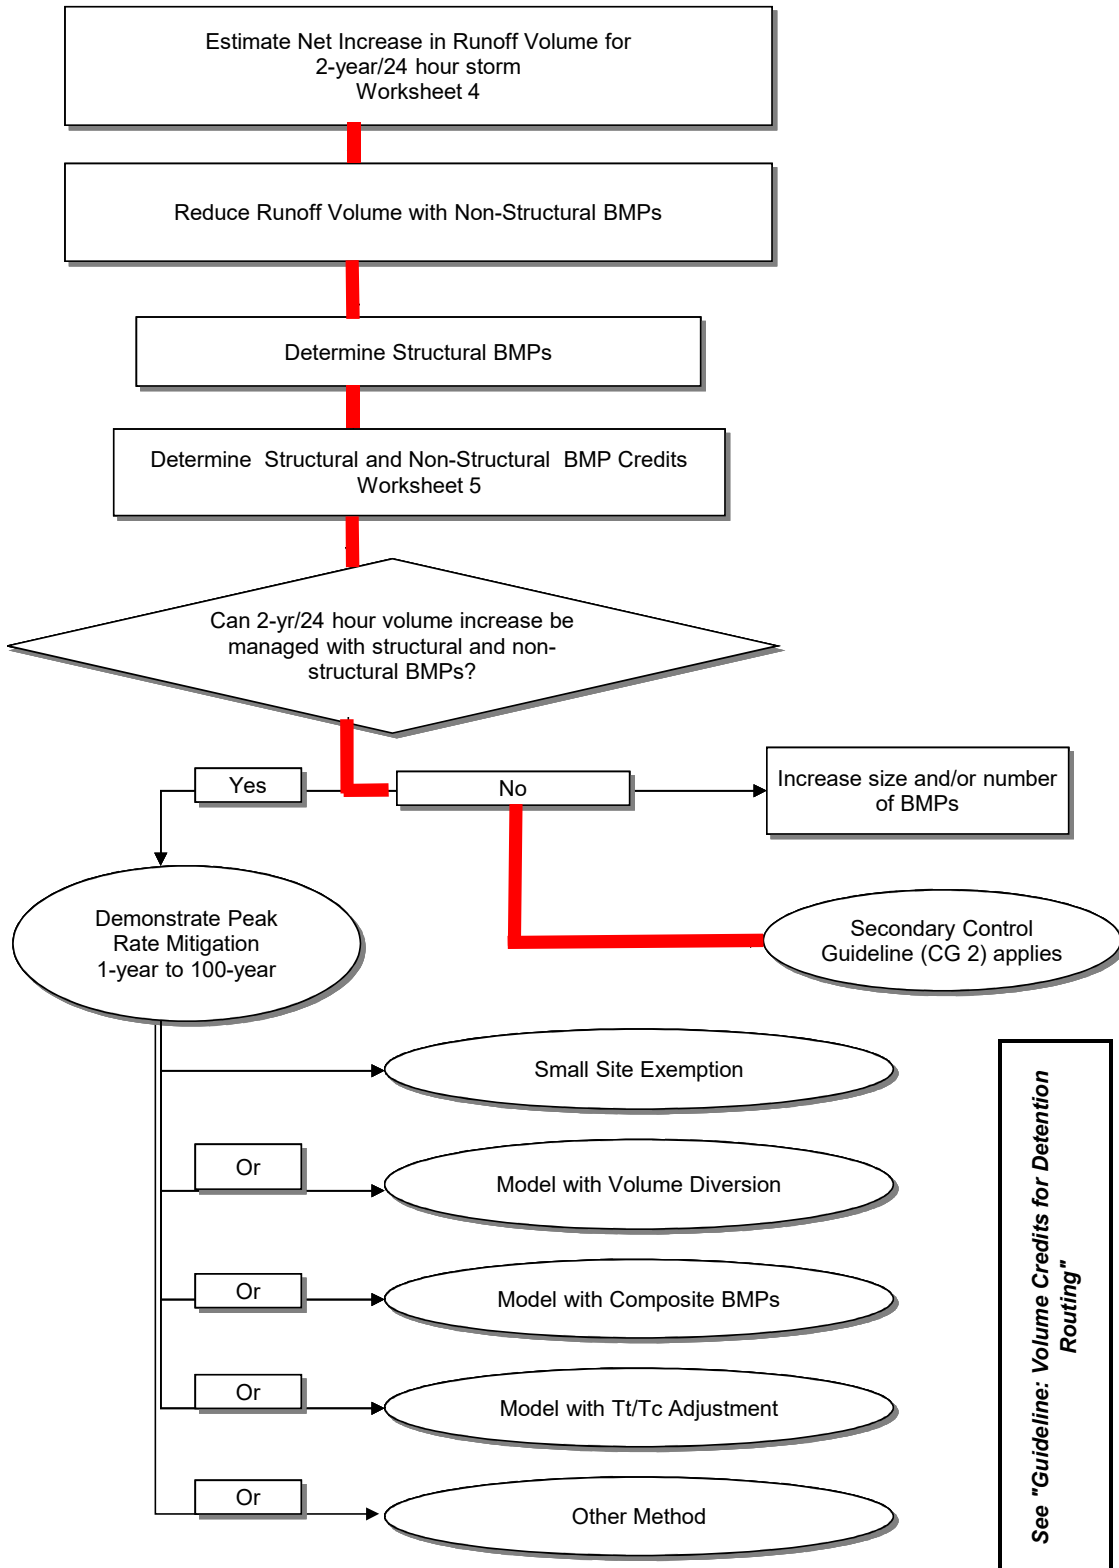 Estimate Net Increase in Runoff Volume for
2-year/24 hour storm
Worksheet 4
Reduce Runoff Volume with Non-Structural BMPs
Determine Structural BMPs
Determine Structural and Non-Structural BMP Credits
Worksheet 5
Can 2-yr/24 hour volume increase be
managed with structural and non-
structural BMPs?
Yes
No
Increase size and/or number
of BMPs
Demonstrate Peak
Rate Mitigation
1-year to 100-year
Secondary Control
Guideline (CG 2) applies
Small Site Exemption
Or
Model with Volume Diversion
Or
Model with Composite BMPs
Or
Model with Tt/Tc Adjustment
Or
Other Method
See "Guideline: Volume Credits for Detention
Routing"